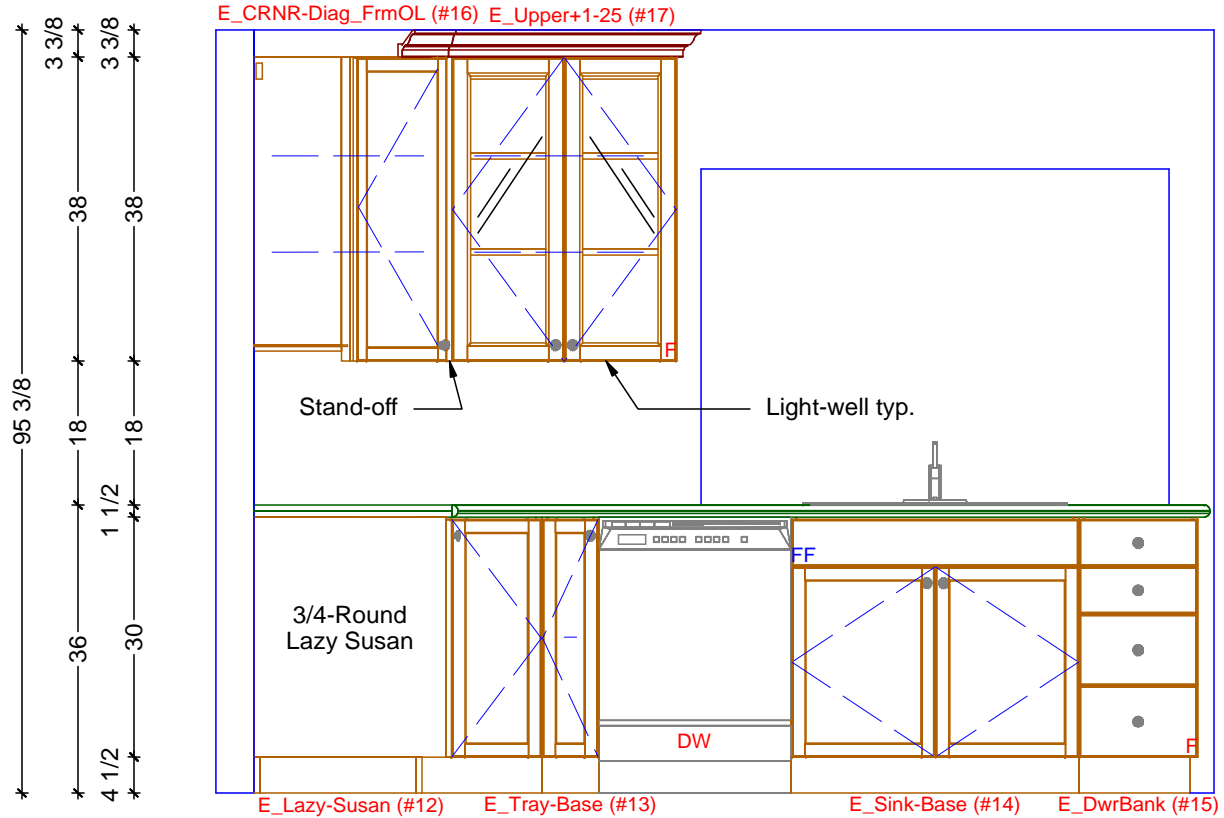 E_CRNR-Diag_FrmOL (#16) E_Upper+1-25 (#17)
3 3/8
3 3/8
38
38
95 3/8
18
18
1 1/2
36
30
4 1/2
F
Stand-off
Light-well typ.
FF
3/4-Round
Lazy Susan
DW
F
E_Lazy-Susan (#12) E_Tray-Base (#13) E_Sink-Base (#14) E_DwrBank (#15)